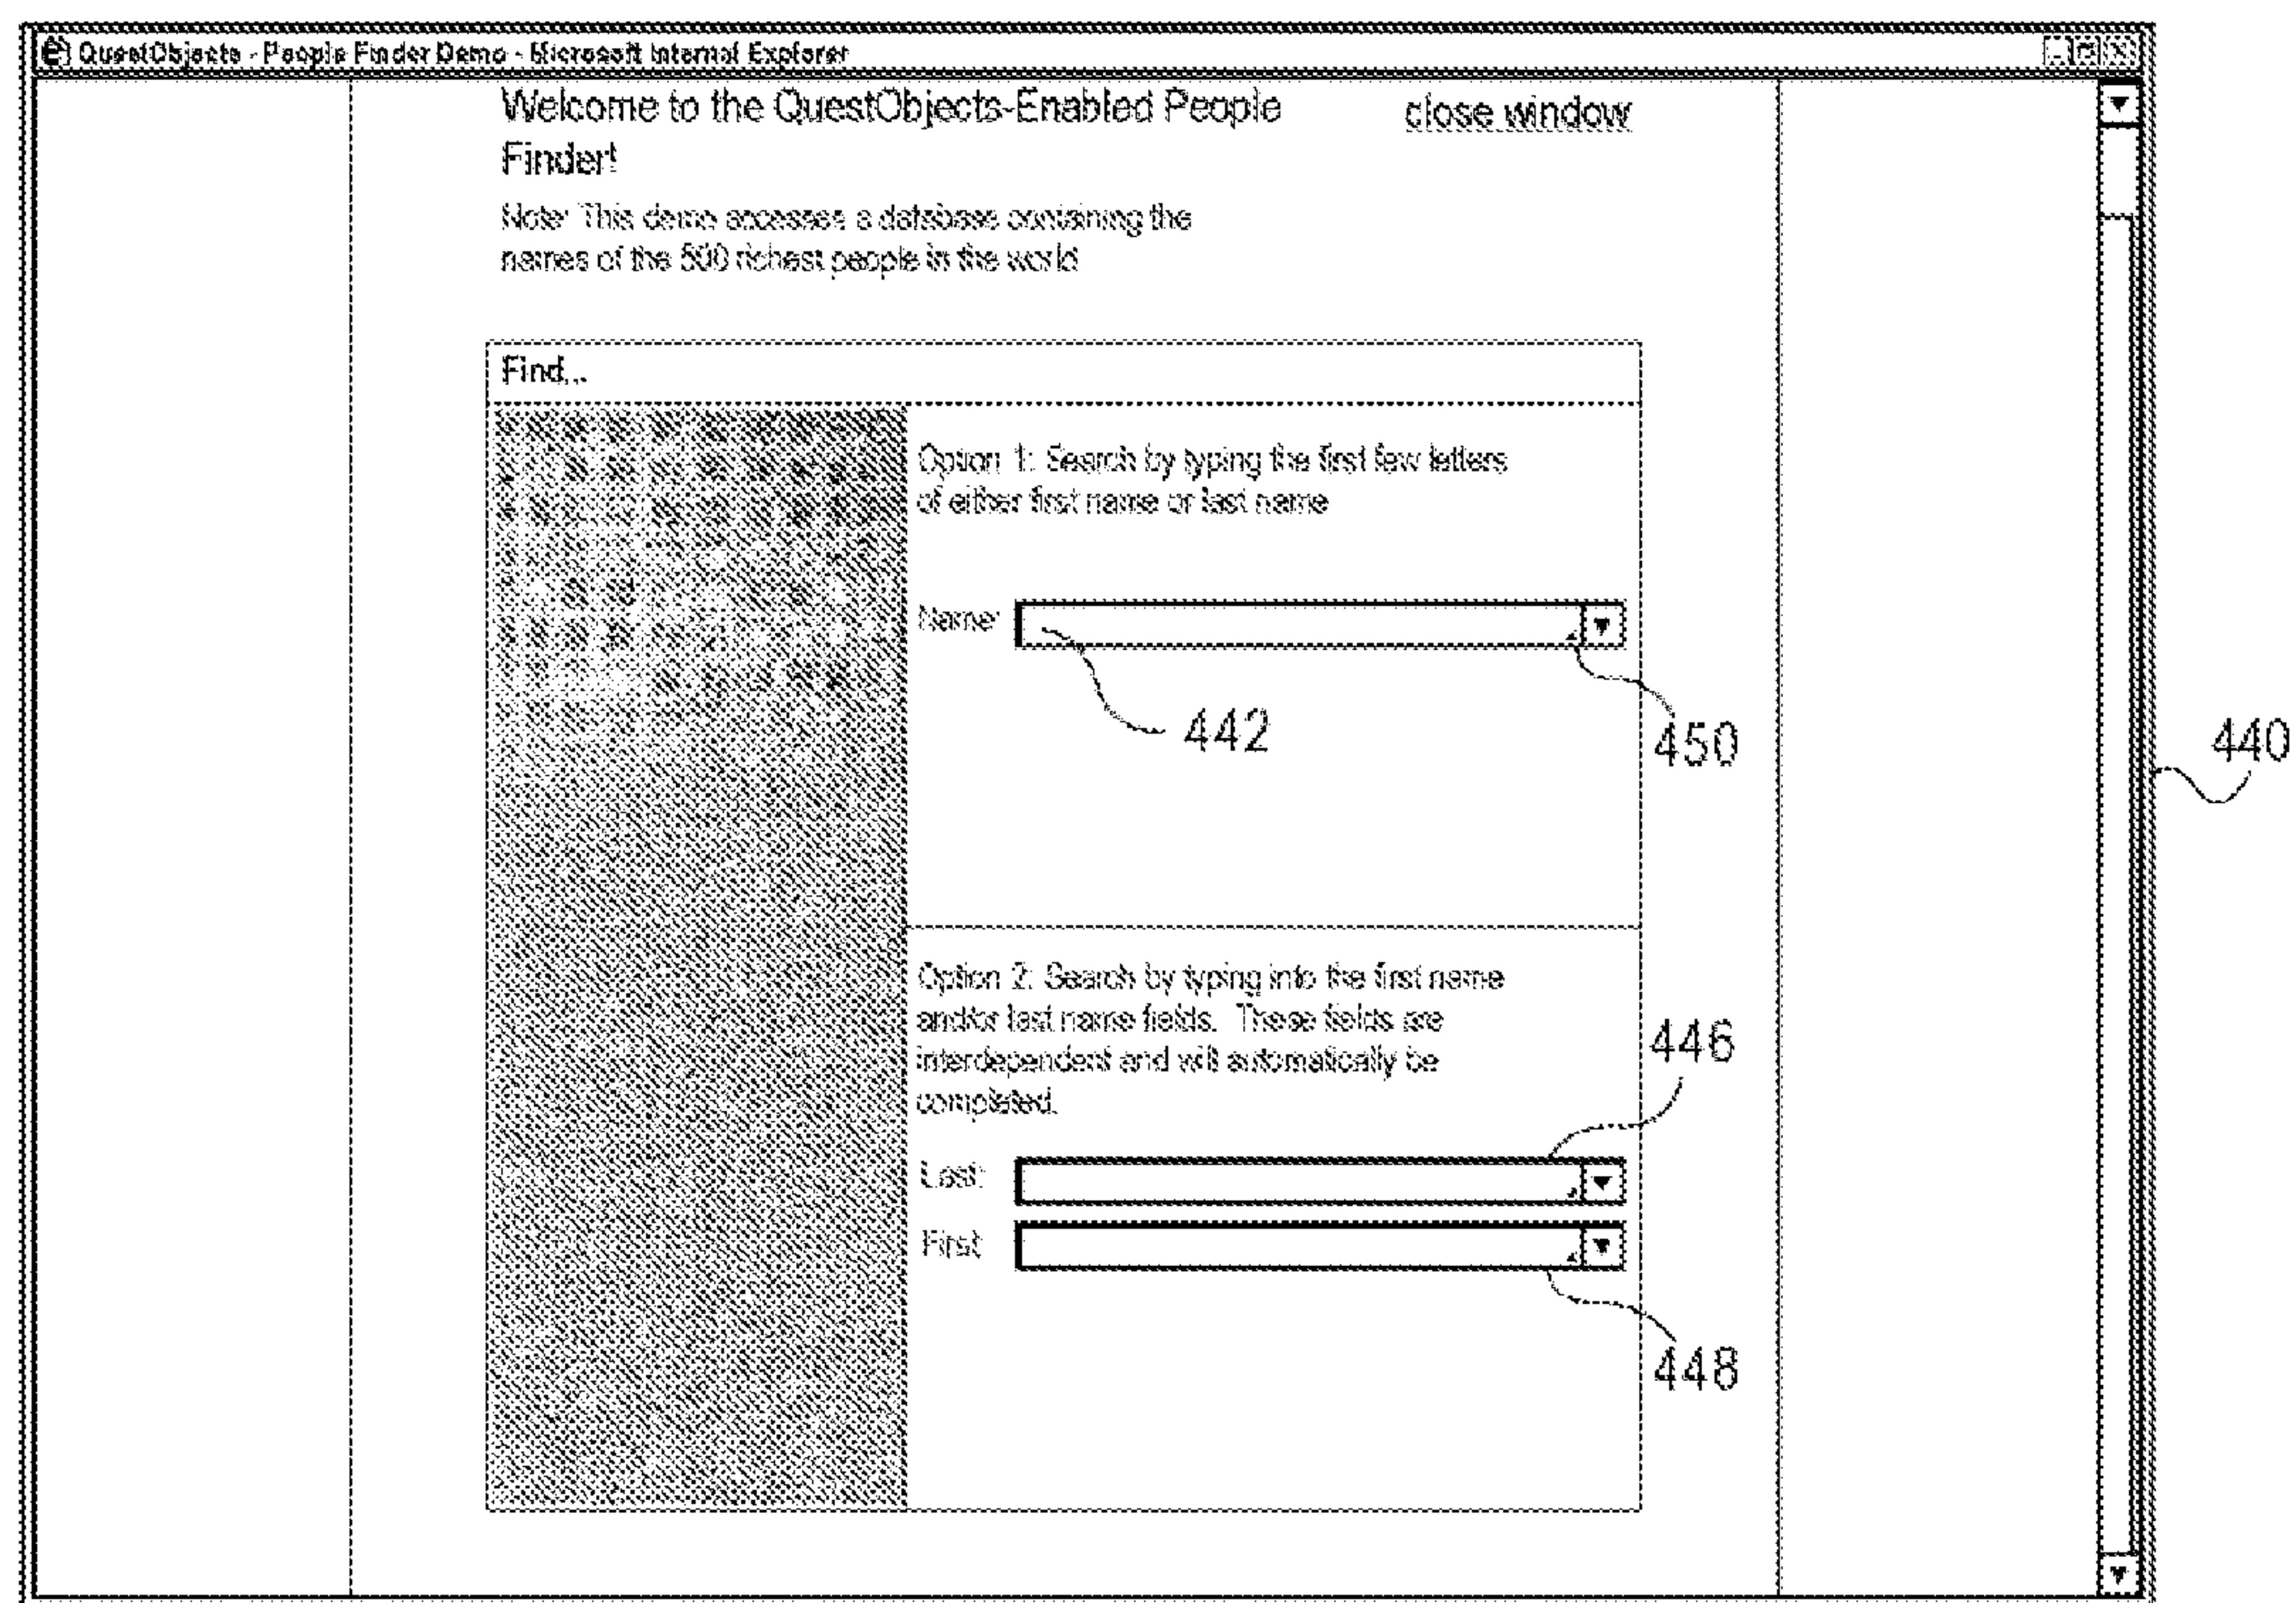 QuestObjects - People Finder Demo - Microsoft Internal Explorer
Welcome to the QuestObjects-Enabled People
Finder!
close window
Note: This demo accesses a database containing the
names of the 500 richest people in the world
Find...
Option 1: Search by typing the first few letters
of either first name or last name
Name:
442
450
440
Option 2: Search by typing into the first name
and/or last name fields. These fields are
interdependent and will automatically be
completed.
446
Last:
First:
448